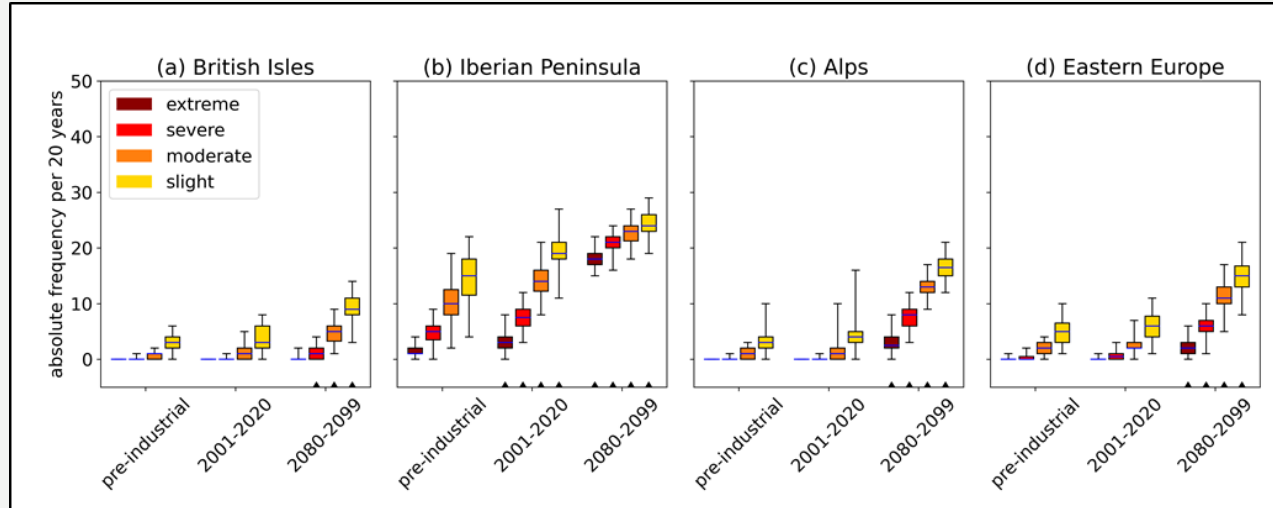 (a) British Isles
(b) Iberian Peninsula
(c) Alps
(d) Eastern Europe
absolute frequency per 20 years
50
40
30
20
10
0
extreme
severe
moderate
slight
pre-industrial
2001-2020
2080-2099
pre-industrial
2001-2020
2080-2099
pre-industrial
2001-2020
2080-2099
pre-industrial
2001-2020
2080-2099